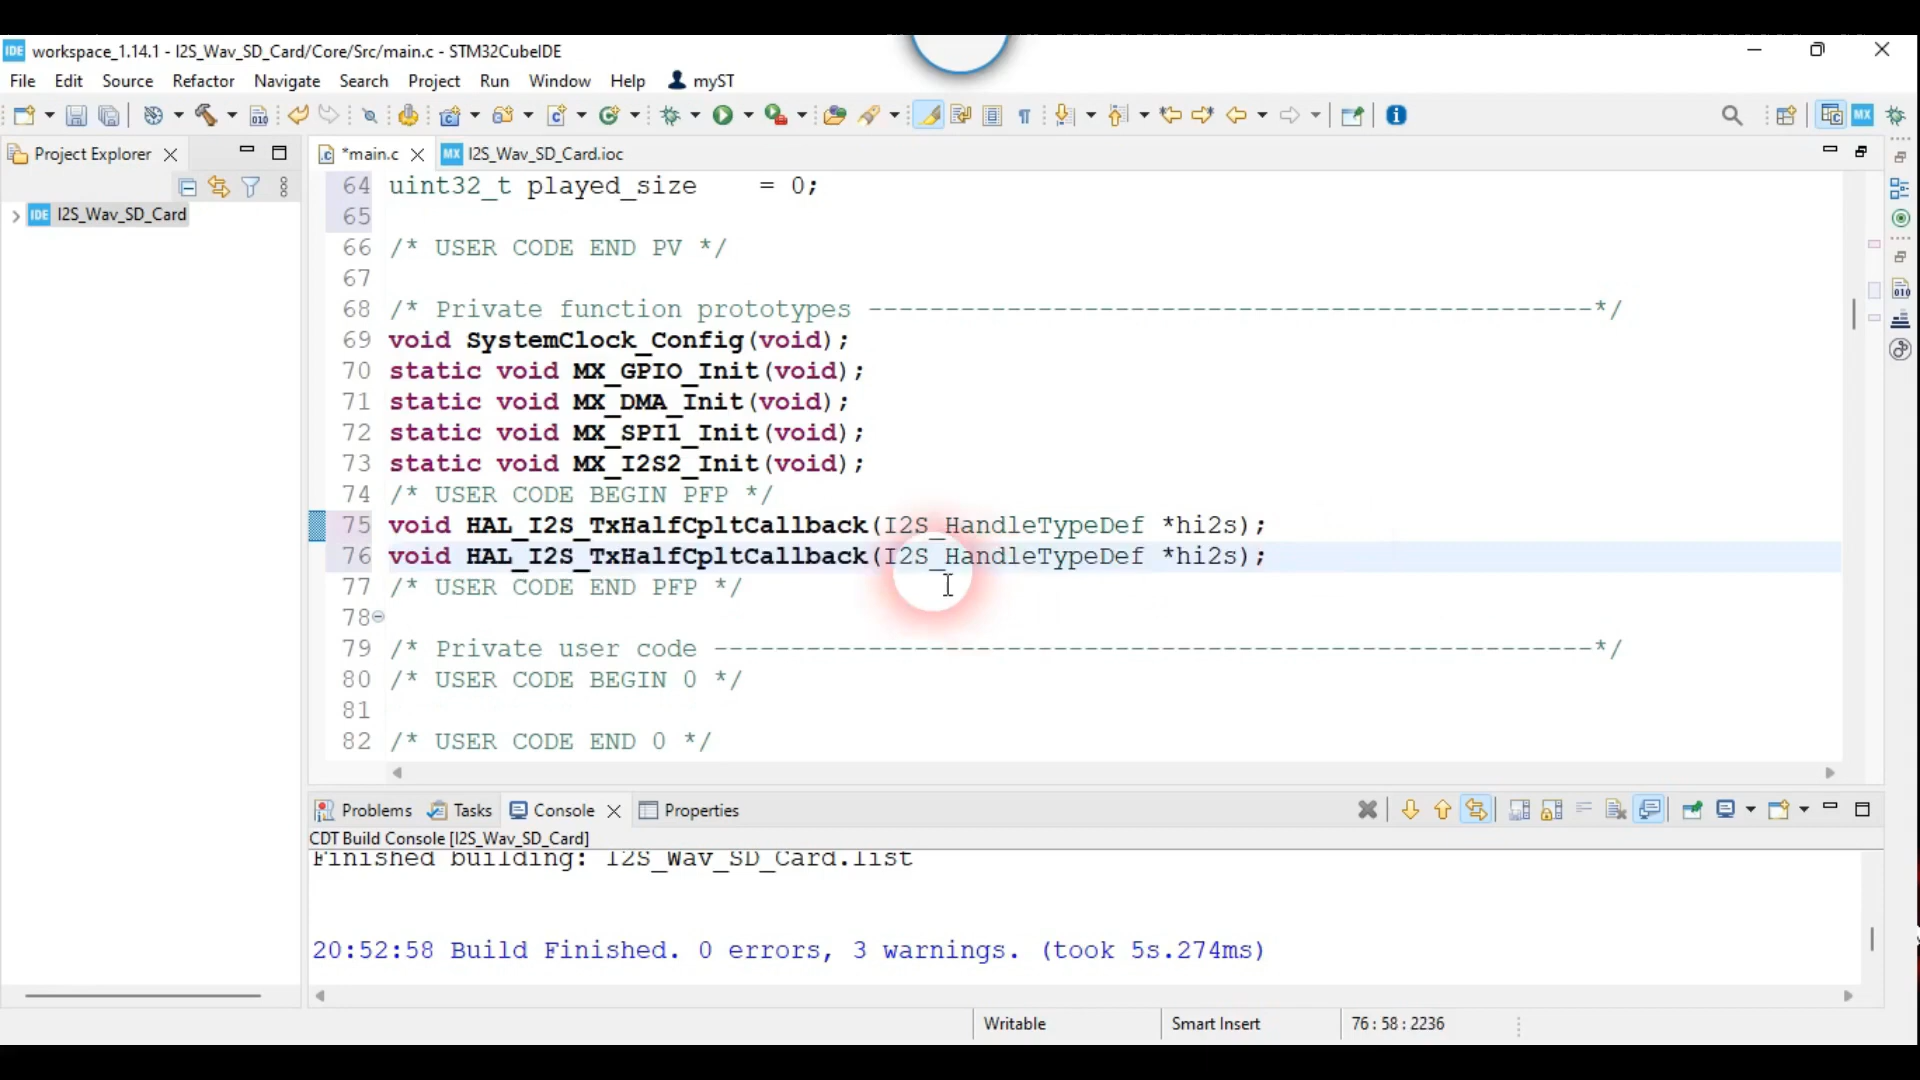 workspace_1.14.1 - I2S_Wav_SD_Card/Core/Src/main.c - STM32CubeIDE
File Edit Source Refactor Navigate Search Project Run Window Help myST
Project Explorer
I2S_Wav_SD_Card
*main.c
I2S_Wav_SD_Card.ioc
64 uint32_t played_size    = 0;
65
66 /* USER CODE END PV */
67
68 /* Private function prototypes -----------------------------------------------*/
69 void SystemClock_Config(void);
70 static void MX_GPIO_Init(void);
71 static void MX_DMA_Init(void);
72 static void MX_SPI1_Init(void);
73 static void MX_I2S2_Init(void);
74 /* USER CODE BEGIN PFP */
75 void HAL_I2S_TxHalfCpltCallback(I2S_HandleTypeDef *hi2s);
76 void HAL_I2S_TxHalfCpltCallback(I2S_HandleTypeDef *hi2s);
77 /* USER CODE END PFP */
78
79 /* Private user code ---------------------------------------------------------*/
80 /* USER CODE BEGIN 0 */
81
82 /* USER CODE END 0 */
Problems Tasks Console Properties
CDT Build Console [I2S_Wav_SD_Card]
Finished building: I2S_Wav_SD_Card.list
20:52:58 Build Finished. 0 errors, 3 warnings. (took 5s.274ms)
Writable Smart Insert 76 : 58 : 2236